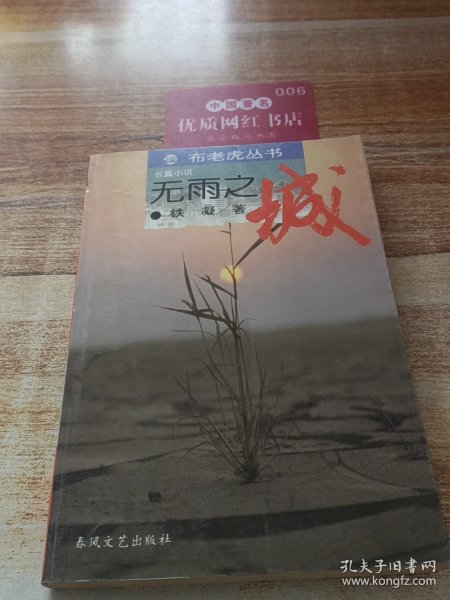 006
中国著名
优质网红书店
布老虎丛书
长篇小说
无雨之城
铁凝 著
春风文艺出版社
孔夫子旧书网
www.kongfz.com